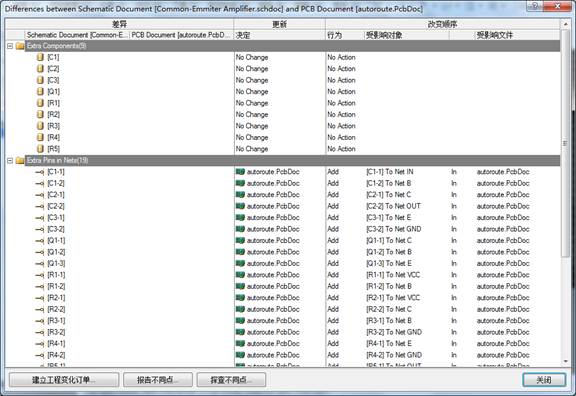 Differences between Schematic Document [Common-Emmiter Amplifier.schdoc] and PCB Document [autoroute.PcbDoc]
差异 更新 改变顺序
Schematic Document [Common-E... PCB Document [autoroute.PcbD... 决定 行为 受影响对象 受影响文件
Extra Components(9)
[C1] No Change No Action
[C2] No Change No Action
[C3] No Change No Action
[Q1] No Change No Action
[R1] No Change No Action
[R2] No Change No Action
[R3] No Change No Action
[R4] No Change No Action
[R5] No Change No Action
Extra Pins in Nets(19)
[C1-1] autoroute.PcbDoc Add [C1-1] To Net IN In autoroute.PcbDoc
[C1-2] autoroute.PcbDoc Add [C1-2] To Net B In autoroute.PcbDoc
[C2-1] autoroute.PcbDoc Add [C2-1] To Net C In autoroute.PcbDoc
[C2-2] autoroute.PcbDoc Add [C2-2] To Net OUT In autoroute.PcbDoc
[C3-1] autoroute.PcbDoc Add [C3-1] To Net E In autoroute.PcbDoc
[C3-2] autoroute.PcbDoc Add [C3-2] To Net GND In autoroute.PcbDoc
[Q1-1] autoroute.PcbDoc Add [Q1-1] To Net C In autoroute.PcbDoc
[Q1-2] autoroute.PcbDoc Add [Q1-2] To Net B In autoroute.PcbDoc
[Q1-3] autoroute.PcbDoc Add [Q1-3] To Net E In autoroute.PcbDoc
[R1-1] autoroute.PcbDoc Add [R1-1] To Net VCC In autoroute.PcbDoc
[R1-2] autoroute.PcbDoc Add [R1-2] To Net B In autoroute.PcbDoc
[R2-1] autoroute.PcbDoc Add [R2-1] To Net VCC In autoroute.PcbDoc
[R2-2] autoroute.PcbDoc Add [R2-2] To Net C In autoroute.PcbDoc
[R3-1] autoroute.PcbDoc Add [R3-1] To Net B In autoroute.PcbDoc
[R3-2] autoroute.PcbDoc Add [R3-2] To Net GND In autoroute.PcbDoc
[R4-1] autoroute.PcbDoc Add [R4-1] To Net E In autoroute.PcbDoc
[R4-2] autoroute.PcbDoc Add [R4-2] To Net GND In autoroute.PcbDoc
[R5-1] autoroute.PcbDoc Add [R5-1] To Net OUT In autoroute.PcbDoc
建立工程变化订单... 报告不同点... 探查不同点... 关闭